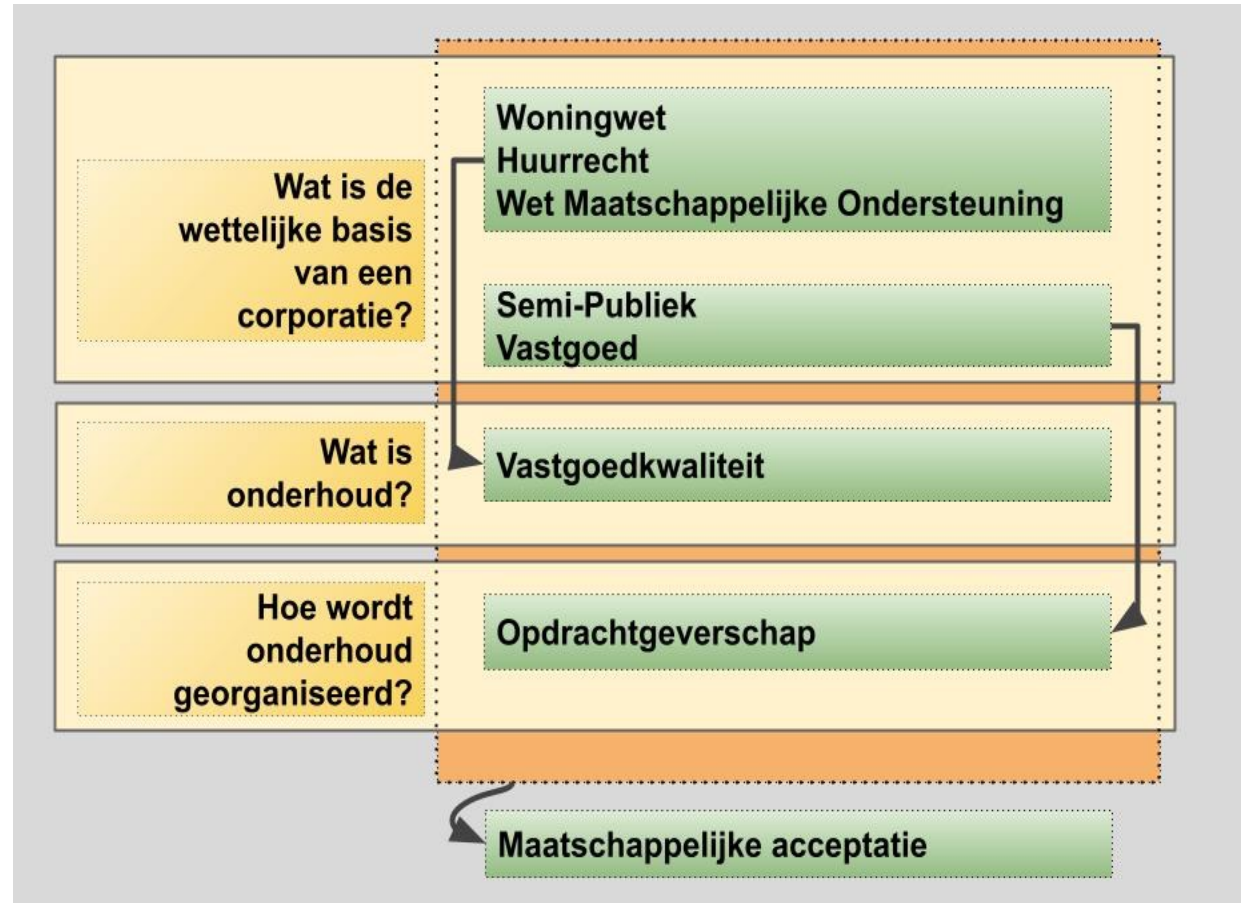 Wat is de
wettelijke basis
van een
corporatie?
Woningwet
Huurrecht
Wet Maatschappelijke Ondersteuning
Semi-Publiek
Vastgoed
Wat is
onderhoud?
Vastgoedkwaliteit
Hoe wordt
onderhoud
georganiseerd?
Opdrachtgeverschap
Maatschappelijke acceptatie